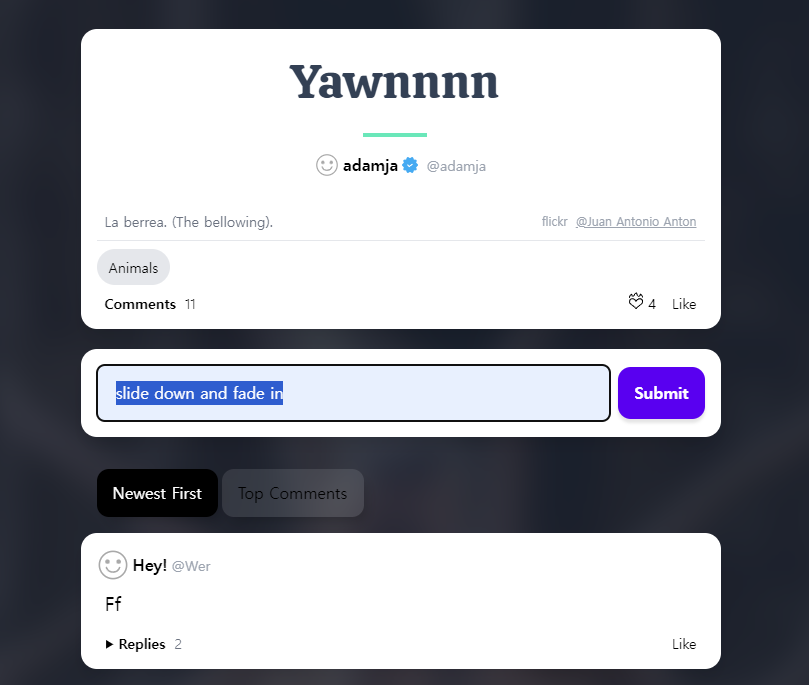 Yawnnnn
adamja @adamja
La berrea. (The bellowing). flickr @Juan Antonio Anton
Animals
Comments 11 4 Like
slide down and fade in Submit
Newest First Top Comments
Hey! @Wer
Ff
Replies 2 Like